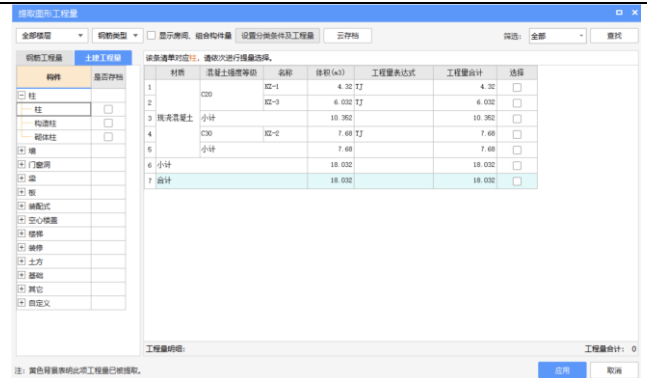 提取图形工程量
全部楼层 钢筋类型 显示房间、组合构件量 设置分类条件及工程量 云存档 筛选: 全部 查找
钢筋工程量 土建工程量
该条清单对应柱，请依次进行提量选择。
构件 是否存档
材质 混凝土强度等级 名称 体积(m3) 工程量表达式 工程量合计 选择
柱
柱
构造柱
砌体柱
墙
门窗洞
梁
板
装配式
空心楼盖
楼梯
装修
土方
基础
其它
自定义
1 现浇混凝土 C20 KZ-1 4.32 TJ 4.32
2 KZ-3 6.032 TJ 6.032
3 小计 10.352 10.352
4 C30 KZ-2 7.68 TJ 7.68
5 小计 7.68 7.68
6 小计 18.032 18.032
7 合计 18.032 18.032
工程量明细: 工程量合计: 0
注: 黄色背景表明此项工程量已被提取。 应用 取消